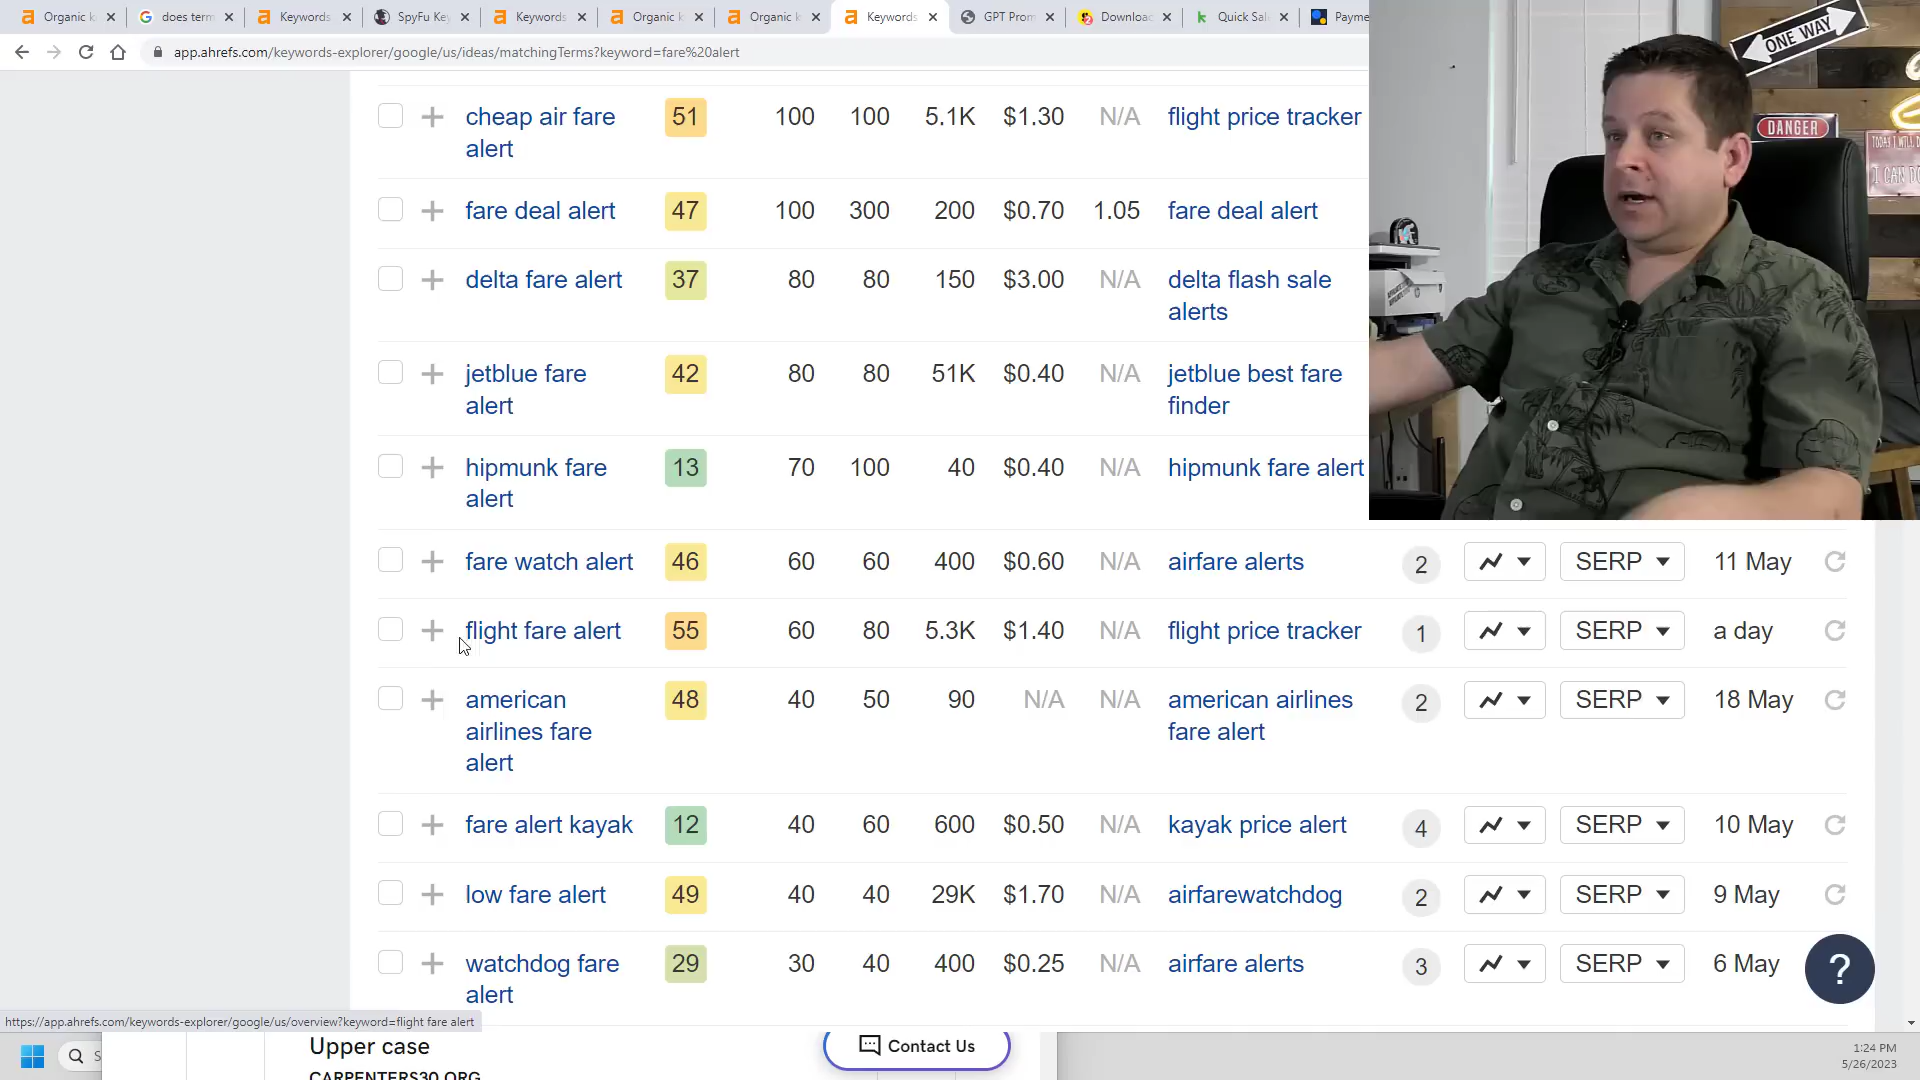 Organic k
does term
Keywords
SpyFu Key
Keywords
Organic k
Organic k
Keywords
GPT Prom
Download
Quick Sal
Payme
app.ahrefs.com/keywords-explorer/google/us/ideas/matchingTerms?keyword=fare%20alert
ONE WAY
DANGER
TODAY I WILL D
I CAN DO
cheap air fare 51 100 100 5.1K $1.30 N/A flight price tracker
alert
fare deal alert 47 100 300 200 $0.70 1.05 fare deal alert
delta fare alert 37 80 80 150 $3.00 N/A delta flash sale
alerts
jetblue fare 42 80 80 51K $0.40 N/A jetblue best fare
alert finder
hipmunk fare 13 70 100 40 $0.40 N/A hipmunk fare alert
alert
fare watch alert 46 60 60 400 $0.60 N/A airfare alerts 2 SERP 11 May
flight fare alert 55 60 80 5.3K $1.40 N/A flight price tracker 1 SERP a day
american 48 40 50 90 N/A N/A american airlines 2 SERP 18 May
airlines fare fare alert
alert
fare alert kayak 12 40 60 600 $0.50 N/A kayak price alert 4 SERP 10 May
low fare alert 49 40 40 29K $1.70 N/A airfarewatchdog 2 SERP 9 May
watchdog fare 29 30 40 400 $0.25 N/A airfare alerts 3 SERP 6 May
alert
?
https://app.ahrefs.com/keywords-explorer/google/us/overview?keyword=flight fare alert
S
Upper case
CARPENTERS30.ORG
Contact Us
1:24 PM
5/26/2023